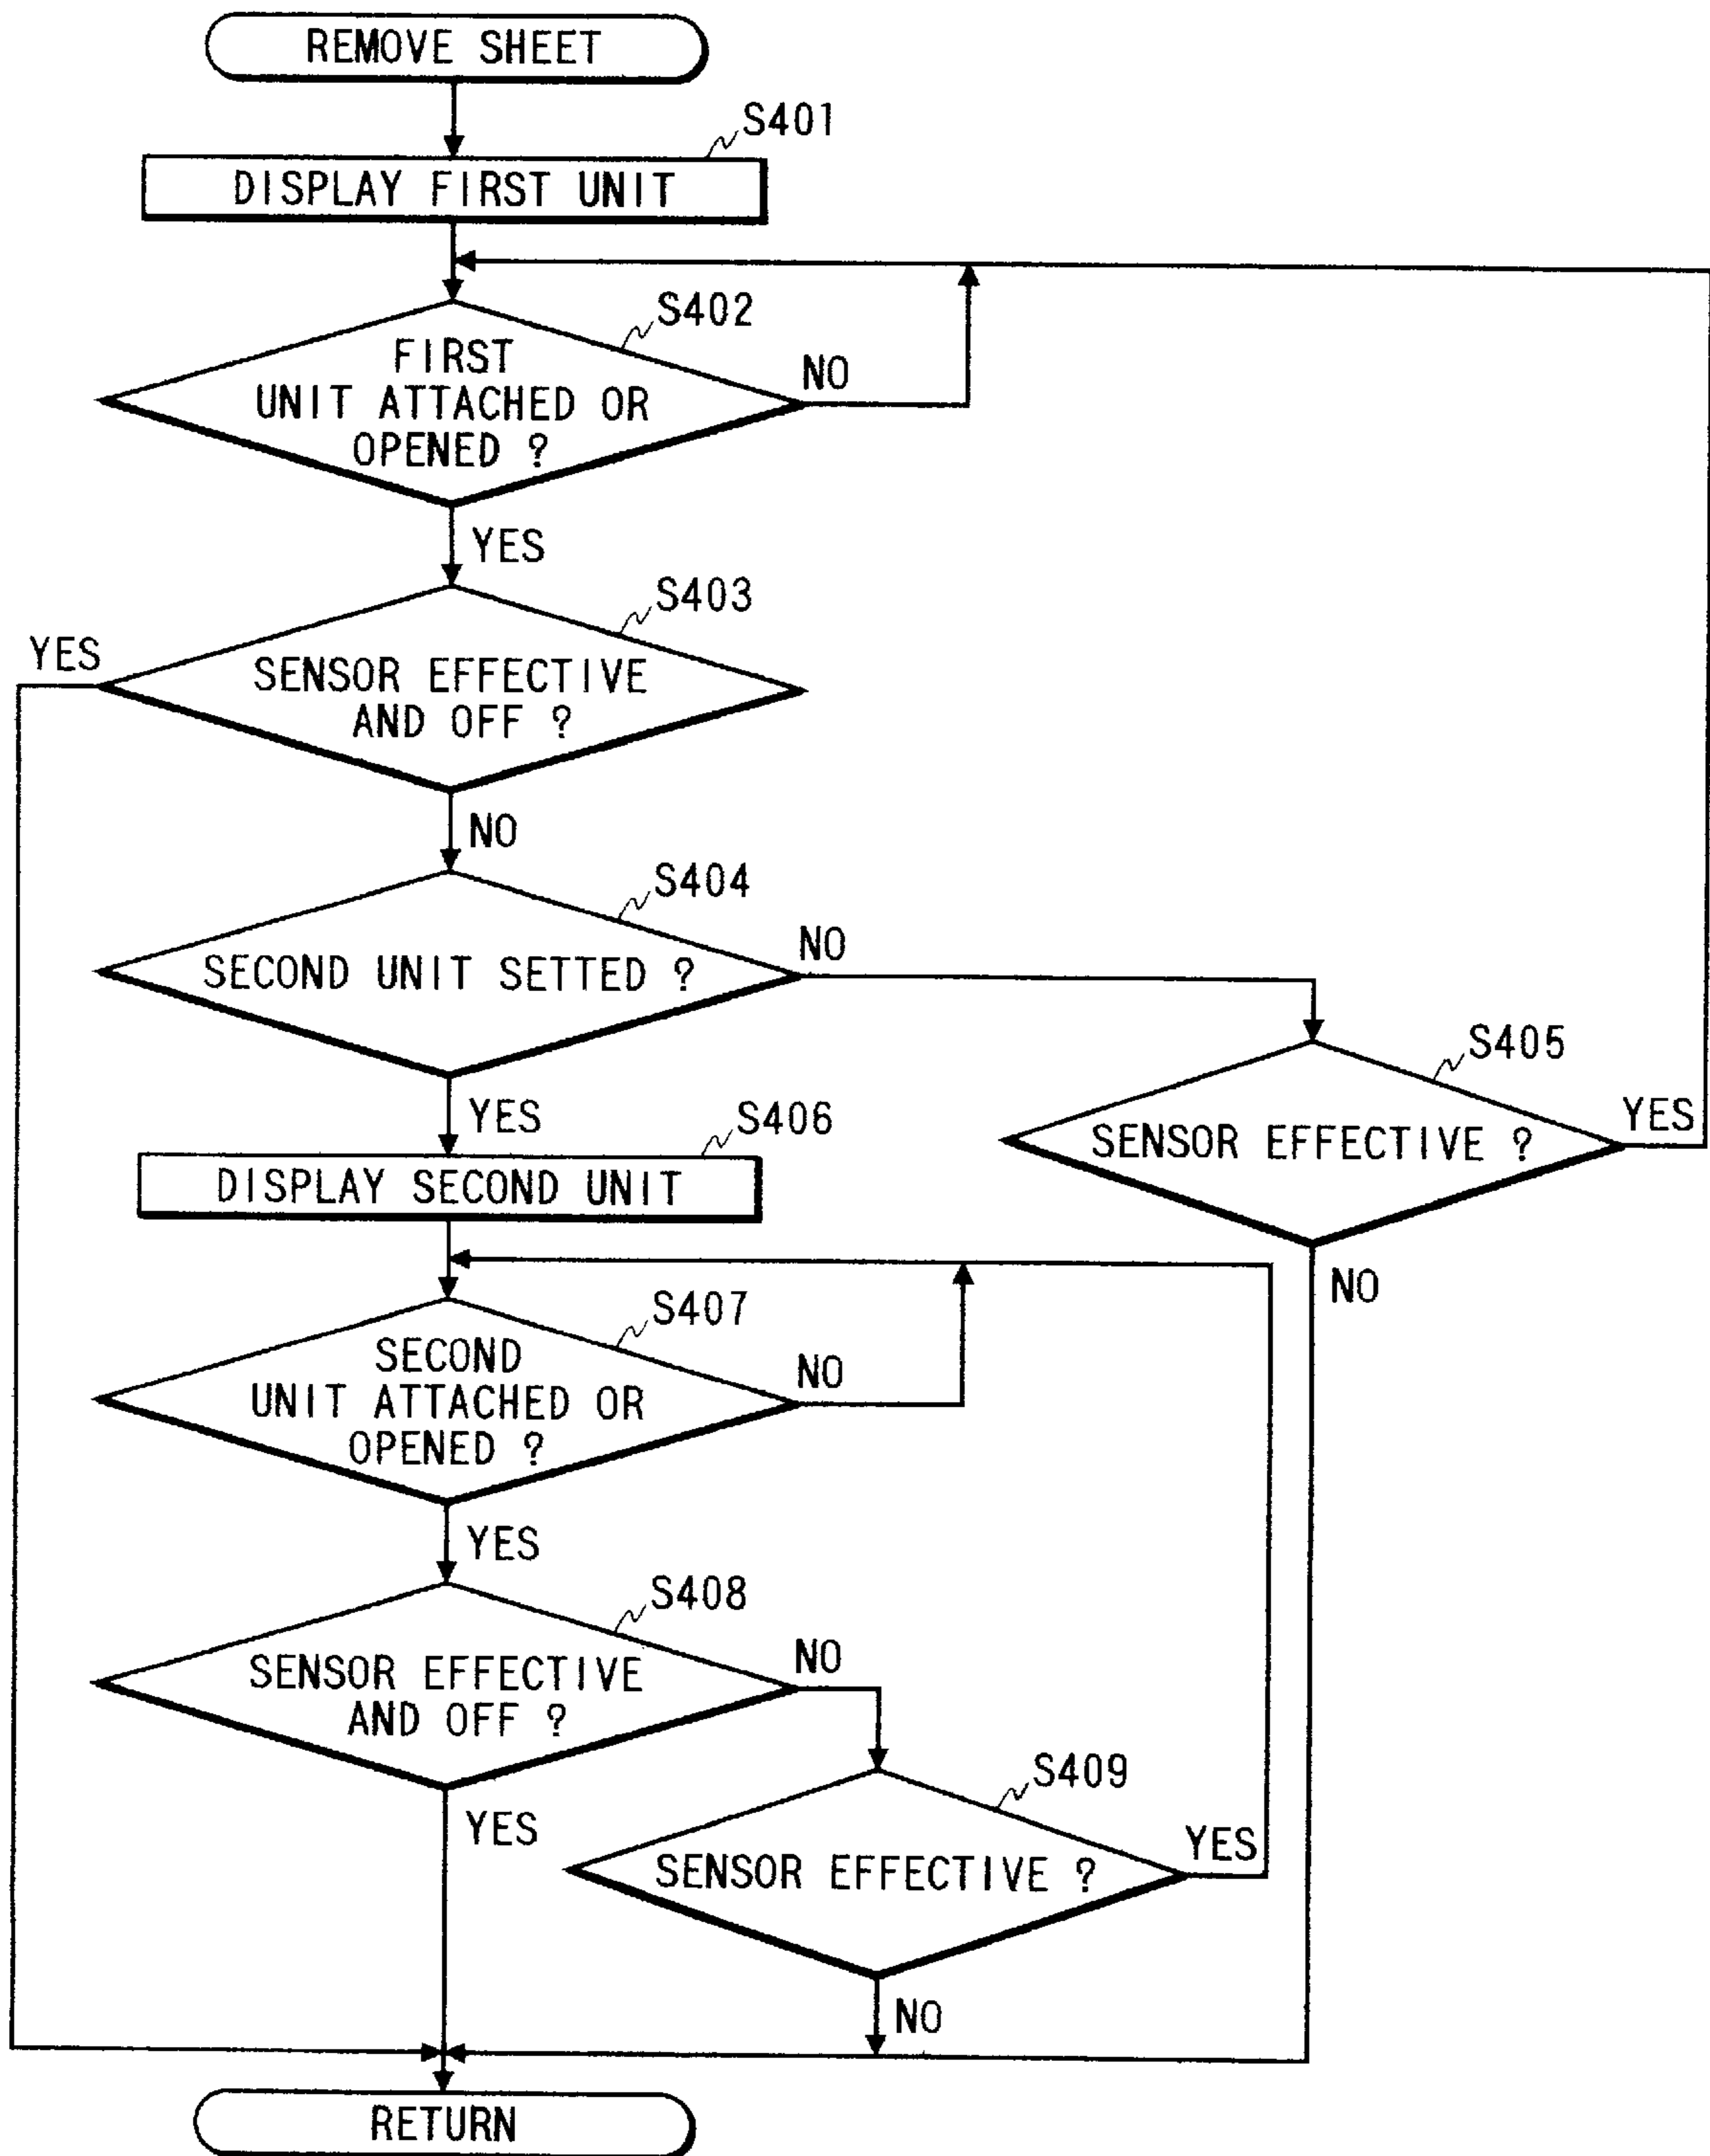 REMOVE SHEET
S401
DISPLAY FIRST UNIT
S402
FIRST
UNIT ATTACHED OR
OPENED ?
NO
YES
S403
YES
SENSOR EFFECTIVE
AND OFF ?
NO
S404
SECOND UNIT SETTED ?
NO
S405
SENSOR EFFECTIVE ?
YES
NO
YES
S406
DISPLAY SECOND UNIT
S407
SECOND
UNIT ATTACHED OR
OPENED ?
NO
YES
S408
SENSOR EFFECTIVE
AND OFF ?
NO
YES
S409
SENSOR EFFECTIVE ?
YES
NO
RETURN